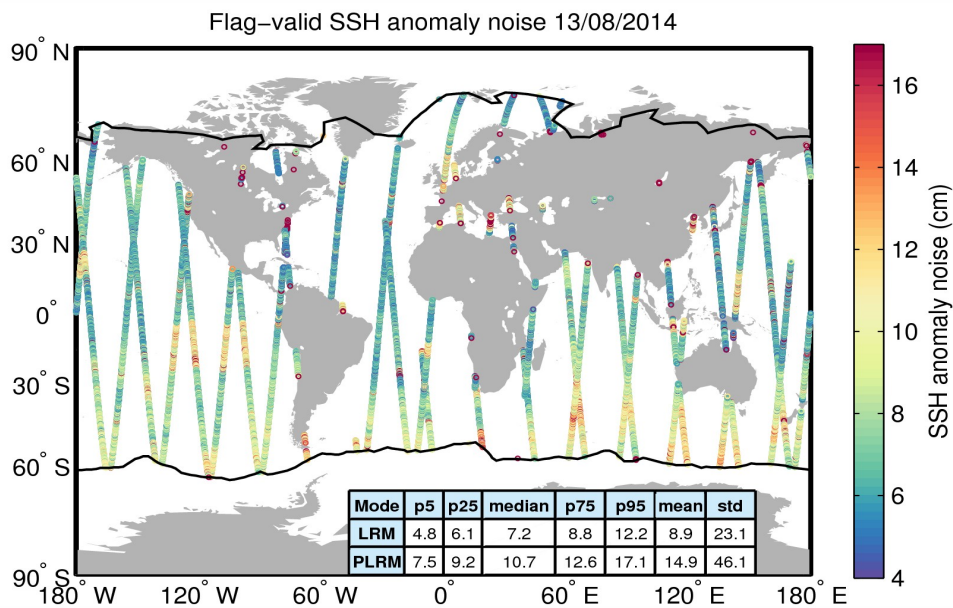 Flag−valid SSH anomaly noise 13/08/2014
90° N
60° N
30° N
0°
30° S
60° S
90° S
180° W
120° W
60° W
0°
60° E
120° E
180° E
Mode p5 p25 median p75 p95 mean std
LRM 4.8 6.1 7.2 8.8 12.2 8.9 23.1
PLRM 7.5 9.2 10.7 12.6 17.1 14.9 46.1
16
14
12
10
8
6
4
SSH anomaly noise (cm)